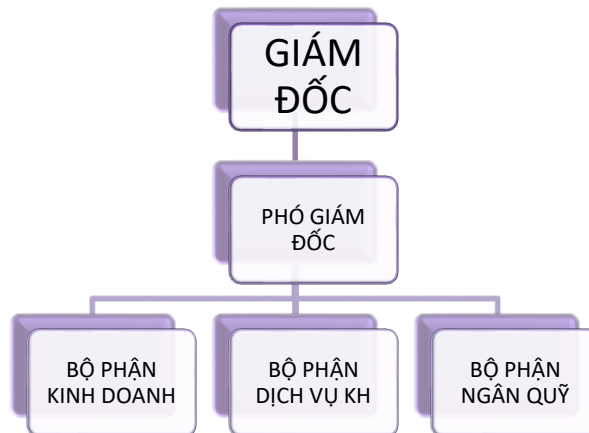 GIÁM
ĐỐC
PHÓ GIÁM
ĐỐC
BỘ PHẬN
KINH DOANH
BỘ PHẬN
DỊCH VỤ KH
BỘ PHẬN
NGÂN QUỸ